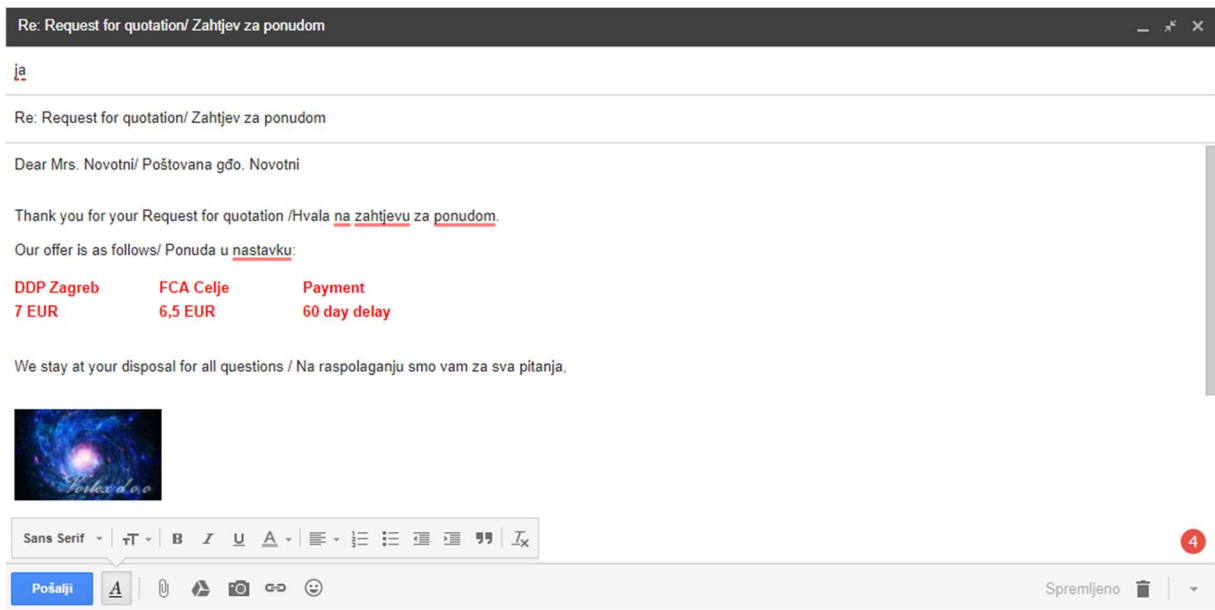 Re: Request for quotation/ Zahtjev za ponudom
ja
Re: Request for quotation/ Zahtjev za ponudom
Dear Mrs. Novotni/ Poštovana gđo. Novotni
Thank you for your Request for quotation /Hvala na zahtjevu za ponudom.
Our offer is as follows/ Ponuda u nastavku:
DDP Zagreb FCA Celje Payment
7 EUR 6,5 EUR 60 day delay
We stay at your disposal for all questions / Na raspolaganju smo vam za sva pitanja,
Vortex d.o.o.
Sans Serif
4
Pošalji
Spremljeno